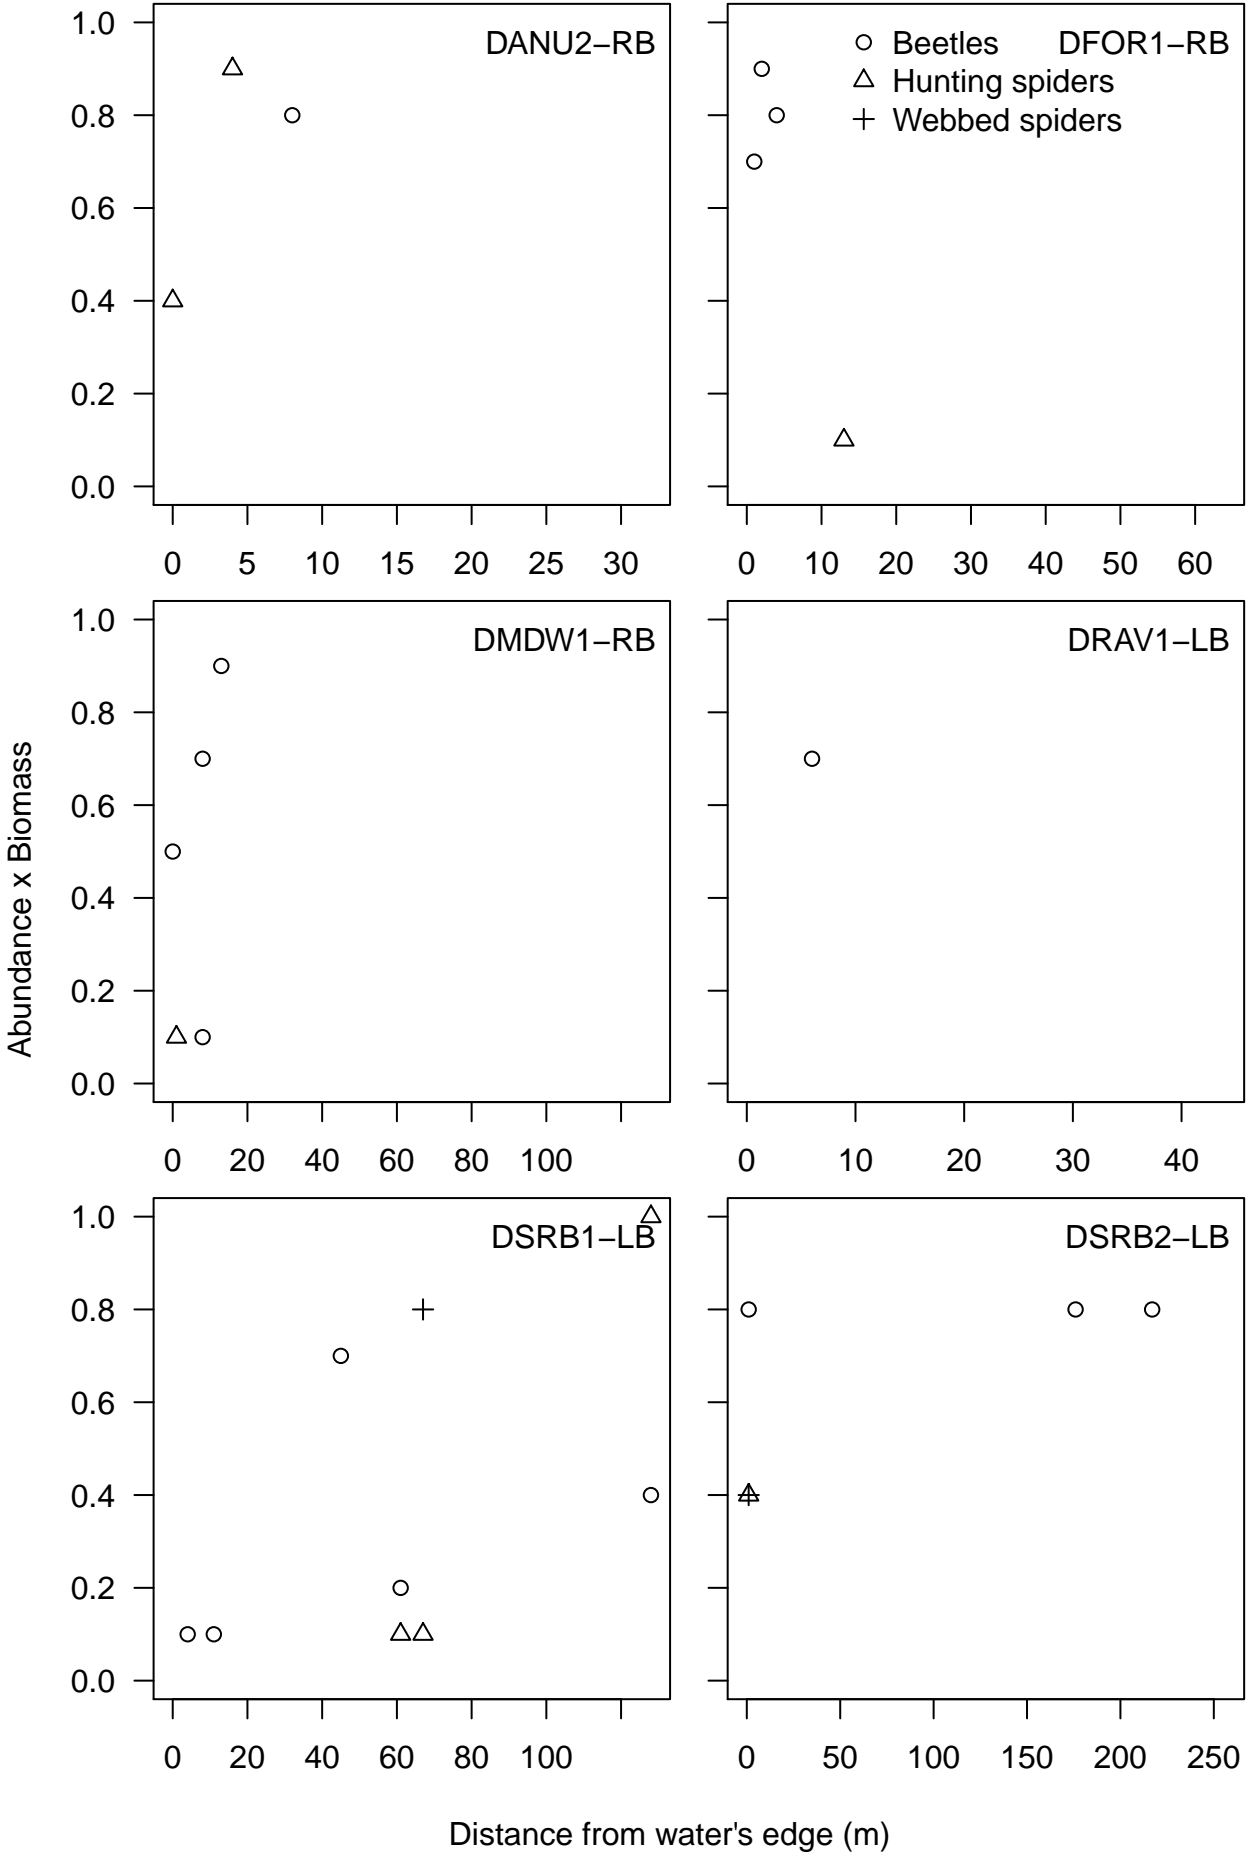 1.0
0.8
0.6
0.4
0.2
0.0
DANU2−RB
0 5 10 15 20 25 30
DFOR1−RB
Beetles
Hunting spiders
Webbed spiders
0 10 20 30 40 50 60
1.0
0.8
0.6
0.4
0.2
0.0
DMDW1−RB
0 20 40 60 80 100
DRAV1−LB
0 10 20 30 40
Abundance x Biomass
1.0
0.8
0.6
0.4
0.2
0.0
DSRB1−LB
0 20 40 60 80 100
DSRB2−LB
0 50 100 150 200 250
Distance from water's edge (m)